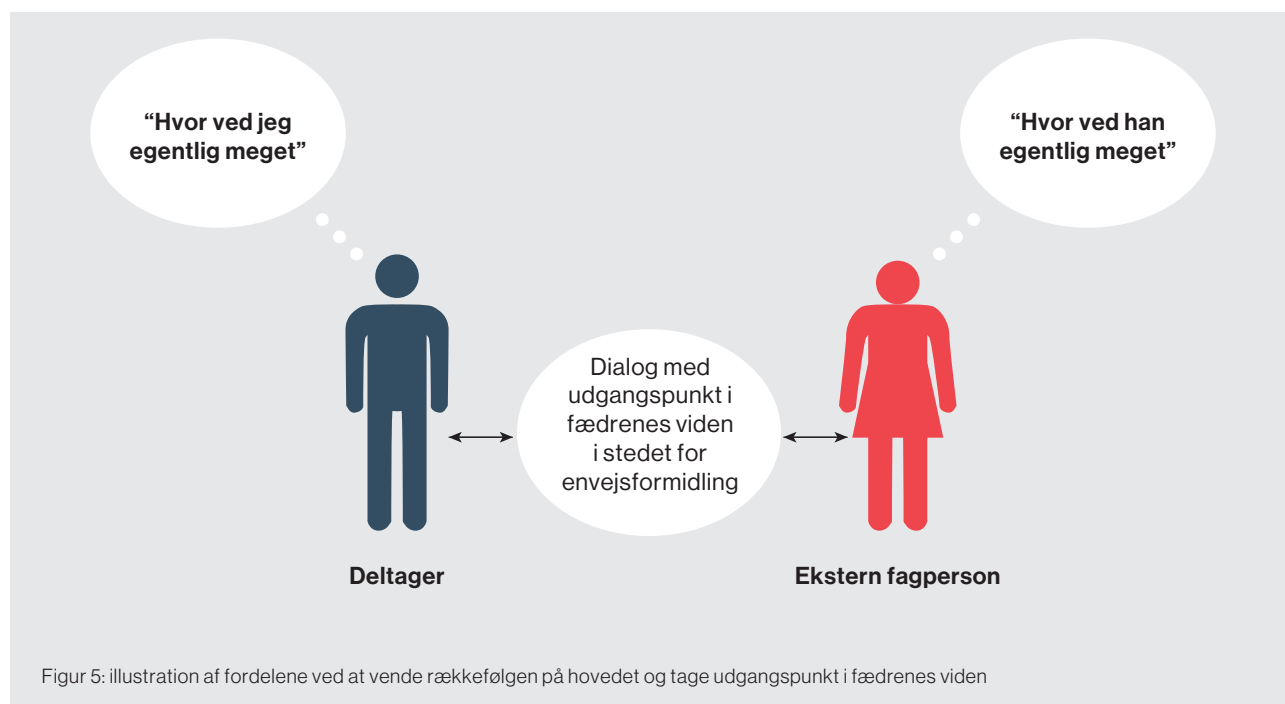 “Hvor ved jeg
egentlig meget”
“Hvor ved han
egentlig meget”
Dialog med
udgangspunkt i
fædrenes viden
i stedet for
envejsformidling
Deltager
Ekstern fagperson
Figur 5: illustration af fordelene ved at vende rækkefølgen på hovedet og tage udgangspunkt i fædrenes viden